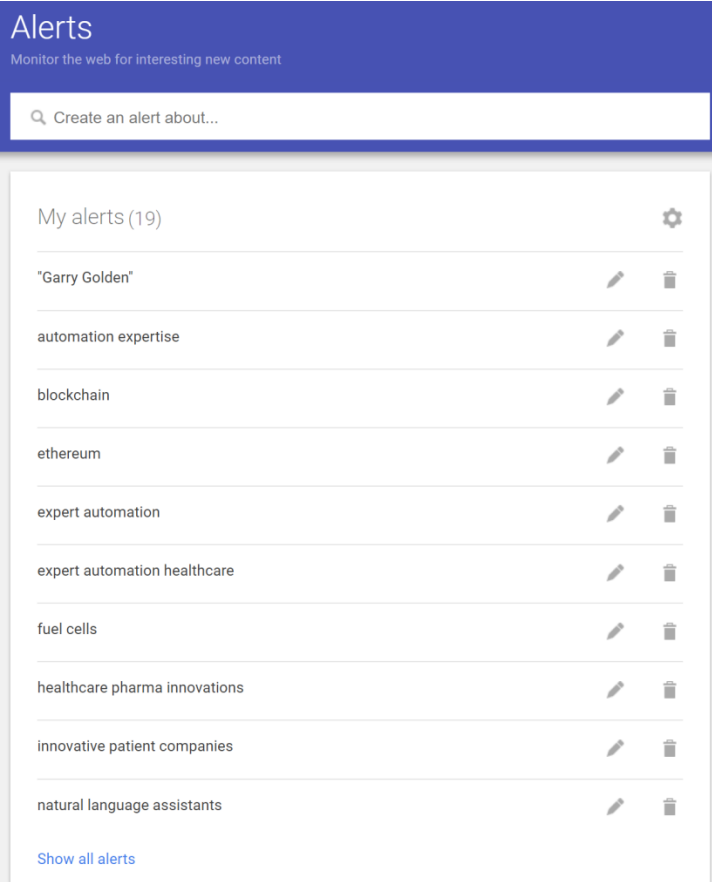 Alerts
Monitor the web for interesting new content
Create an alert about...
My alerts (19)
"Garry Golden"
automation expertise
blockchain
ethereum
expert automation
expert automation healthcare
fuel cells
healthcare pharma innovations
innovative patient companies
natural language assistants
Show all alerts